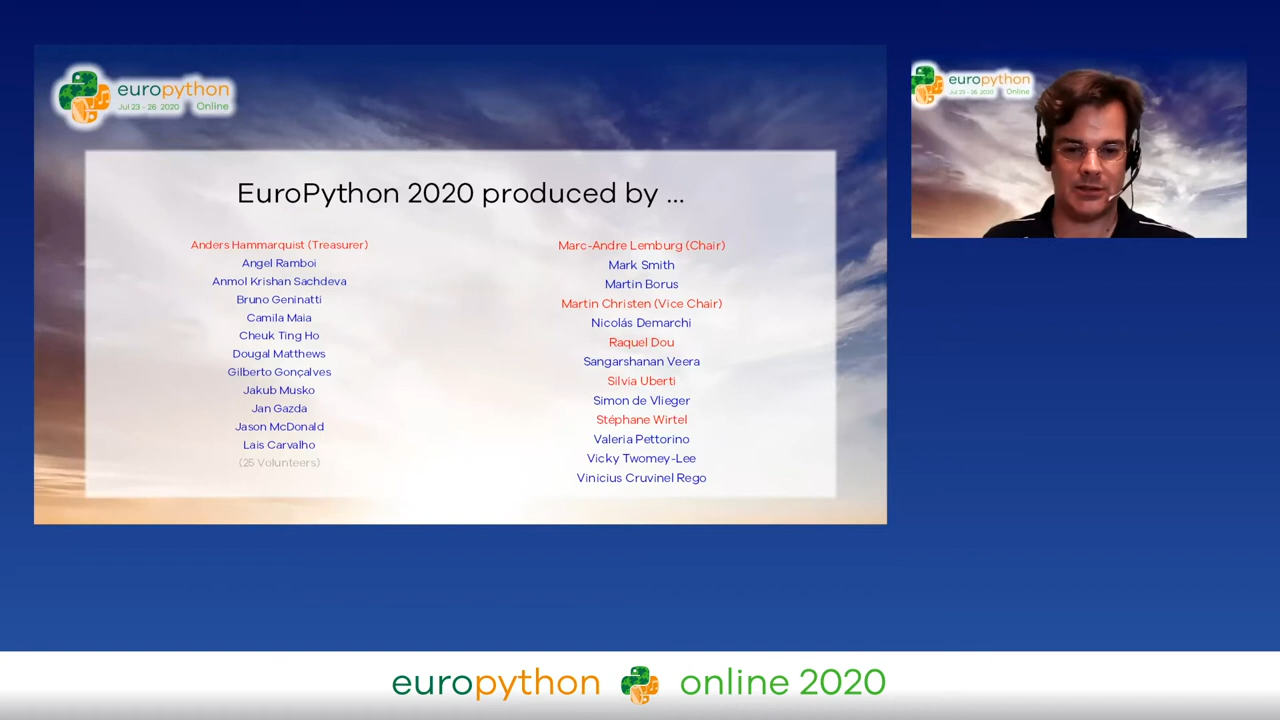 europython
Jul 23 - 26 2020 Online
EuroPython 2020 produced by ...
Anders Hammarquist (Treasurer)
Angel Ramboi
Anmol Krishan Sachdeva
Bruno Geninatti
Camila Maia
Cheuk Ting Ho
Dougal Matthews
Gilberto Gonçalves
Jakub Musko
Jan Gazda
Jason McDonald
Lais Carvalho
(25 Volunteers)
Marc-Andre Lemburg (Chair)
Mark Smith
Martin Borus
Martin Christen (Vice Chair)
Nicolás Demarchi
Raquel Dou
Sangarshanan Veera
Silvia Uberti
Simon de Vlieger
Stéphane Wirtel
Valeria Pettorino
Vicky Twomey-Lee
Vinicius Cruvinel Rego
europython
Jul 23 - 26 2020 Online
europython online 2020